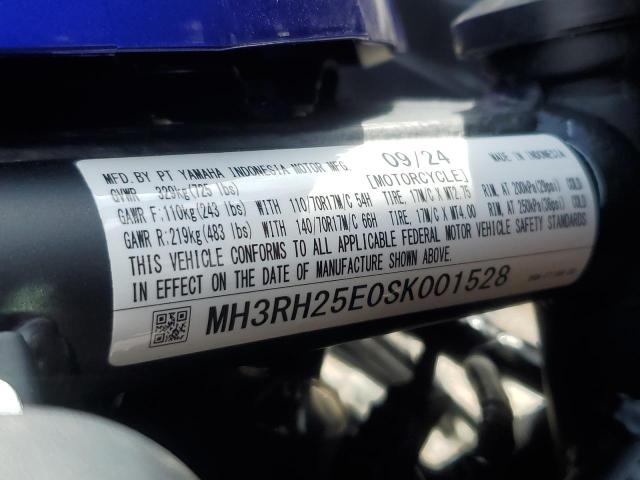 MFD. BY PT YAMAHA INDONESIA MOTOR MFG. 09/24 MADE IN INDONESIA
GVWR 329kg(725 lbs) [MOTORCYCLE]
GAWR F:110kg(243 lbs) WITH 110/70R17M/C 54H TIRE, 17M/C X MT2.75 RIM, AT 200kPa(29psi) COLD
GAWR R:219kg(483 lbs) WITH 140/70R17M/C 66H TIRE, 17M/C X MT4.00 RIM, AT 250kPa(36psi) COLD
THIS VEHICLE CONFORMS TO ALL APPLICABLE FEDERAL MOTOR VEHICLE SAFETY STANDARDS
IN EFFECT ON THE DATE OF MANUFACTURE SHOWN ABOVE.
MH3RH25E0SK001528